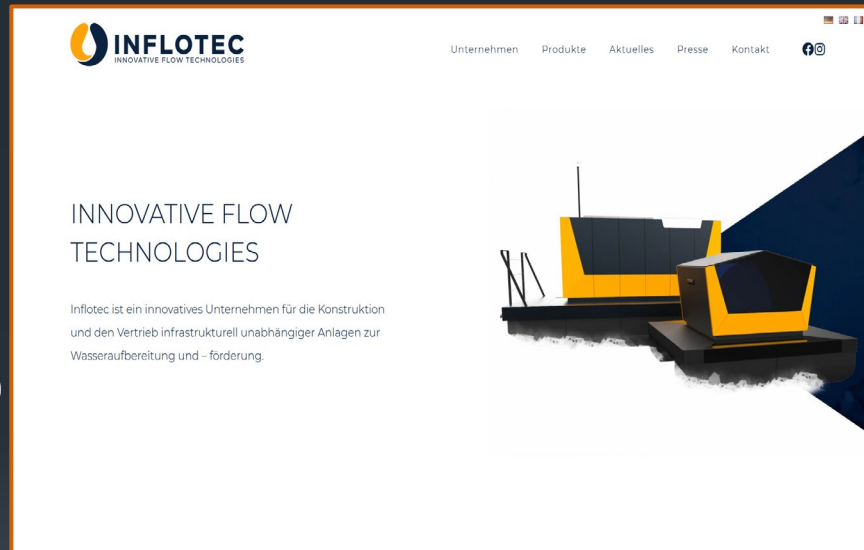 INFLOTEC
INNOVATIVE FLOW TECHNOLOGIES
Unternehmen Produkte Aktuelles Presse Kontakt
INNOVATIVE FLOW
TECHNOLOGIES
Inflotec ist ein innovatives Unternehmen für die Konstruktion
und den Vertrieb infrastrukturell unabhängiger Anlagen zur
Wasseraufbereitung und – förderung.